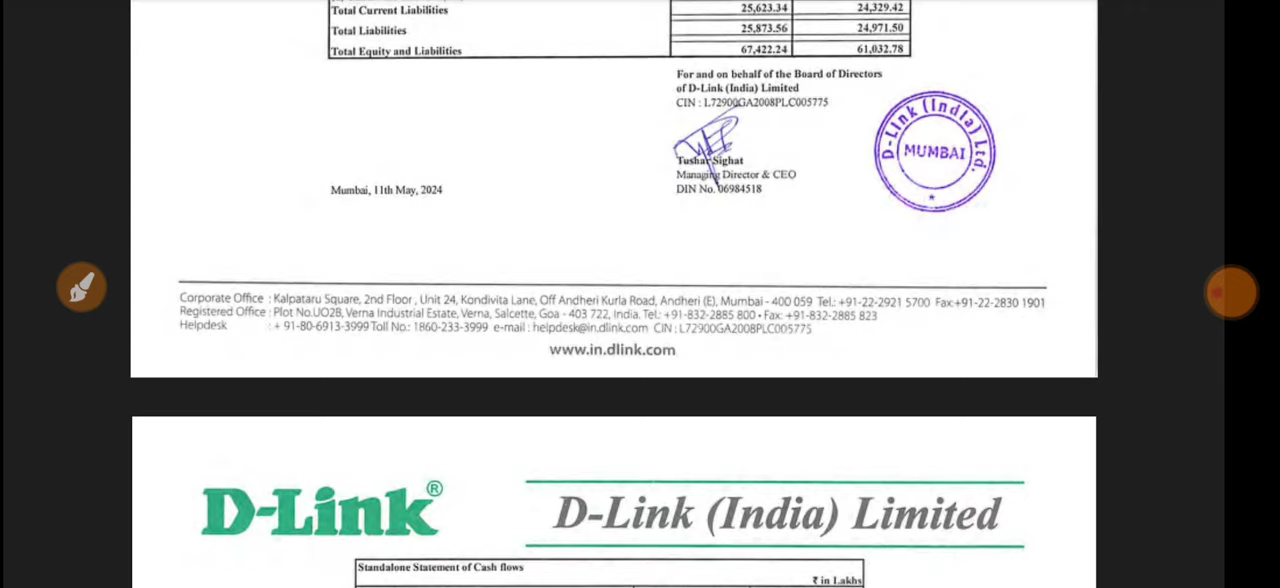 Total Current Liabilities 25,623.34 24,329.42
Total Liabilities 25,873.56 24,971.50
Total Equity and Liabilities 67,422.24 61,032.78
For and on behalf of the Board of Directors
of D-Link (India) Limited
CIN : L72900GA2008PLC005775
D-Link (India) Ltd.
MUMBAI
Tushar Sighat
Managing Director & CEO
Mumbai, 11th May, 2024
DIN No. 06984518
Corporate Office : Kalpataru Square, 2nd Floor , Unit 24, Kondivita Lane, Off Andheri Kurla Road, Andheri (E), Mumbai - 400 059 Tel.: +91-22-2921 5700 Fax:+91-22-2830 1901
Registered Office : Plot No.UO2B, Verna Industrial Estate, Verna, Salcette, Goa - 403 722, India. Tel.: +91-832-2885 800 • Fax: +91-832-2885 823
Helpdesk : + 91-80-6913-3999 Toll No.: 1860-233-3999 e-mail : helpdesk@in.dlink.com CIN : L72900GA2008PLC005775
www.in.dlink.com
D-Link®
D-Link (India) Limited
Standalone Statement of Cash flows
₹ in Lakhs